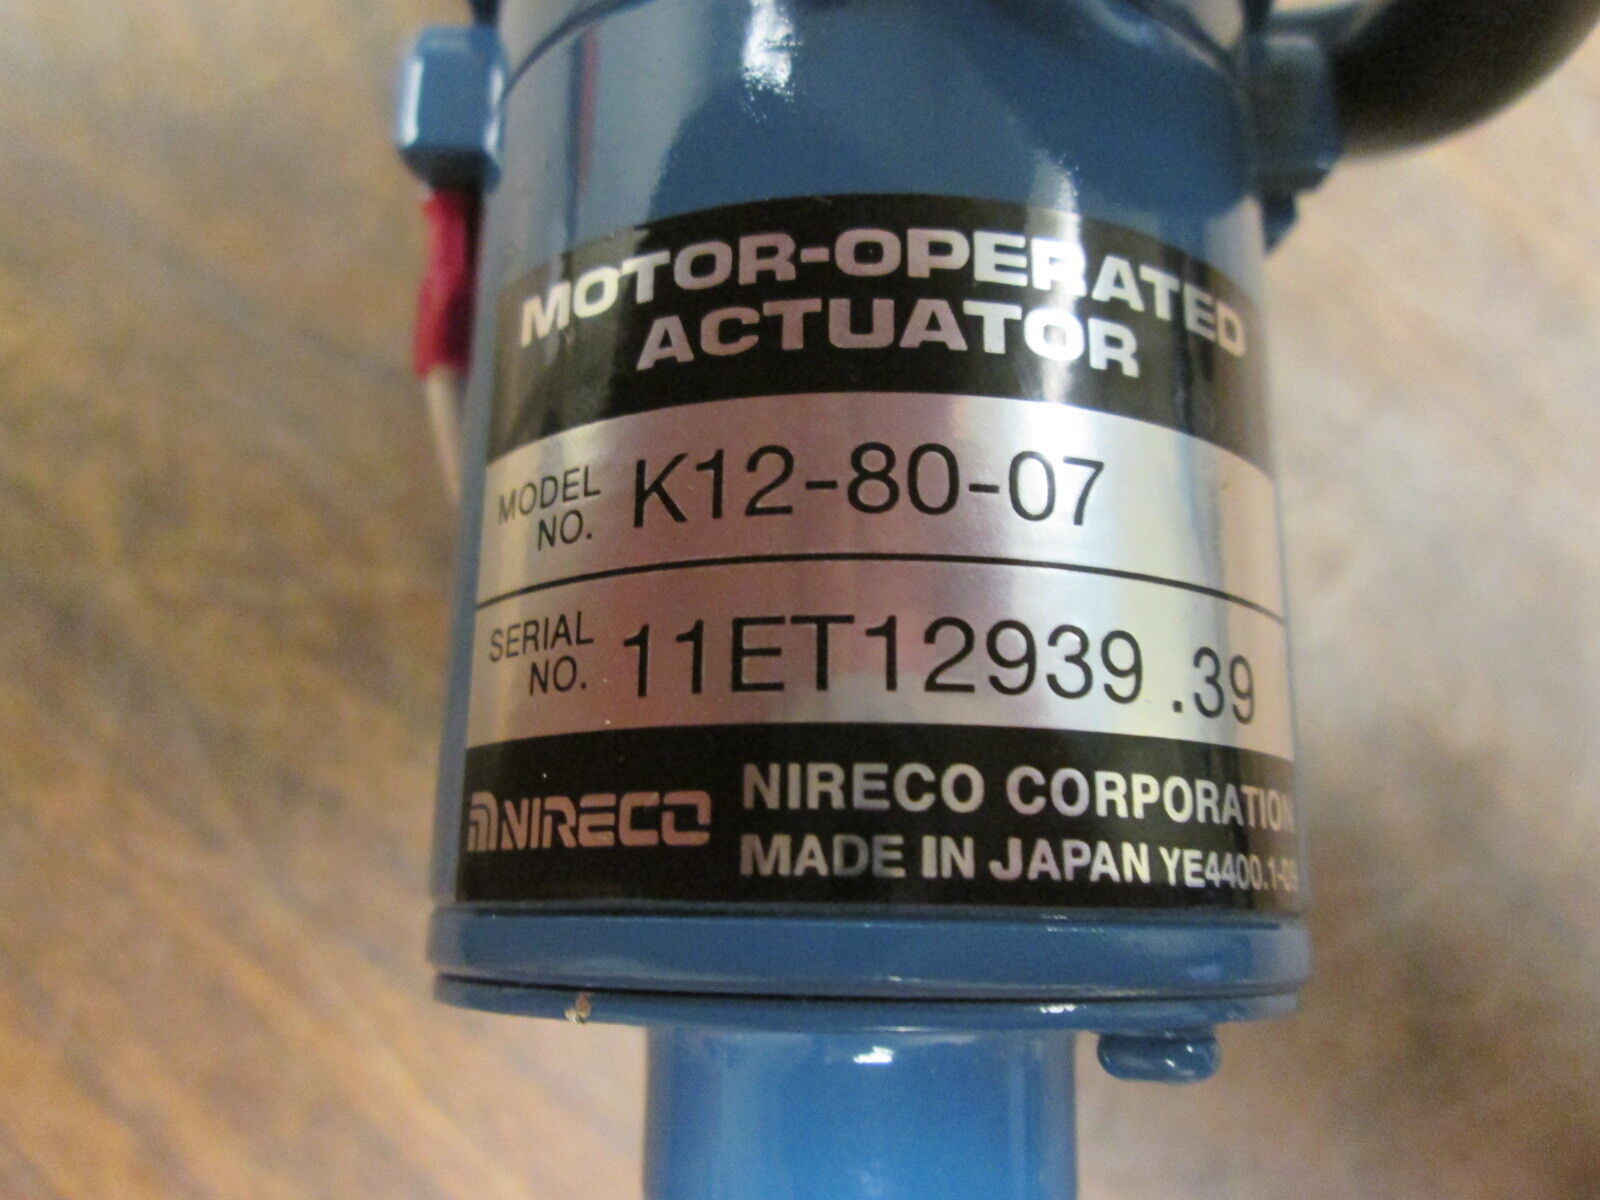 MOTOR-OPERATED
ACTUATOR
MODEL NO. K12-80-07
SERIAL NO. 11ET12939.39
NIRECO
NIRECO CORPORATION
MADE IN JAPAN